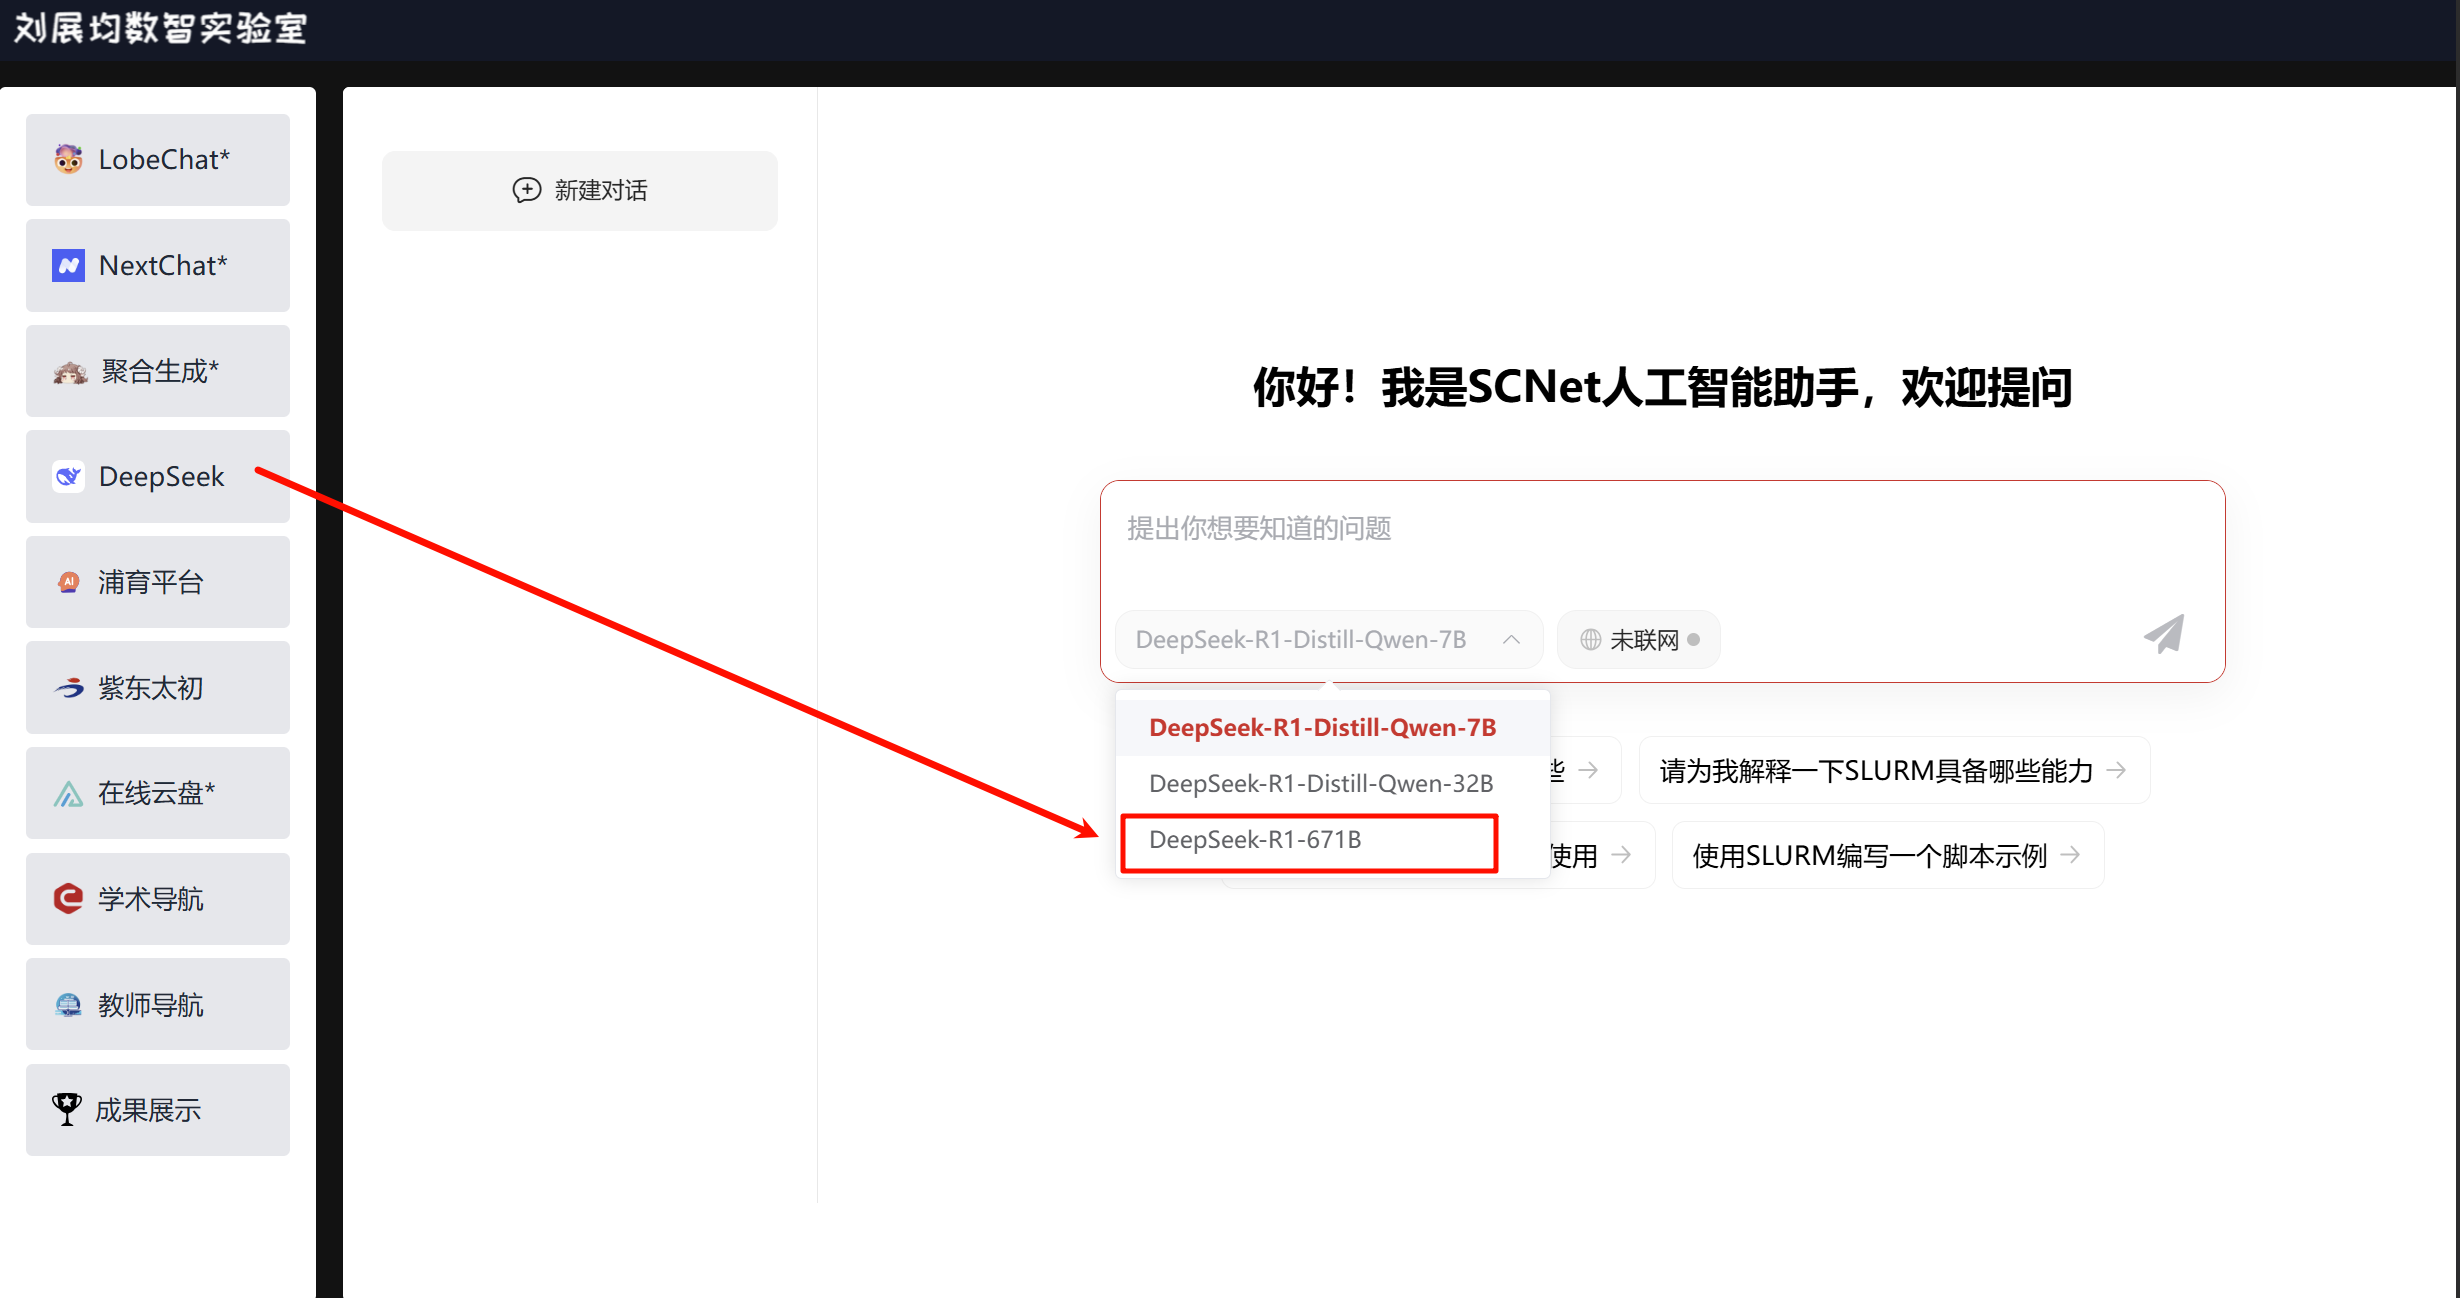 刘展均数智实验室
LobeChat*
NextChat*
聚合生成*
DeepSeek
浦育平台
紫东太初
在线云盘*
学术导航
教师导航
成果展示
新建对话
你好！我是SCNet人工智能助手，欢迎提问
提出你想要知道的问题
DeepSeek-R1-Distill-Qwen-7B
未联网
DeepSeek-R1-Distill-Qwen-7B
DeepSeek-R1-Distill-Qwen-32B
DeepSeek-R1-671B
些
请为我解释一下SLURM具备哪些能力
使用
使用SLURM编写一个脚本示例